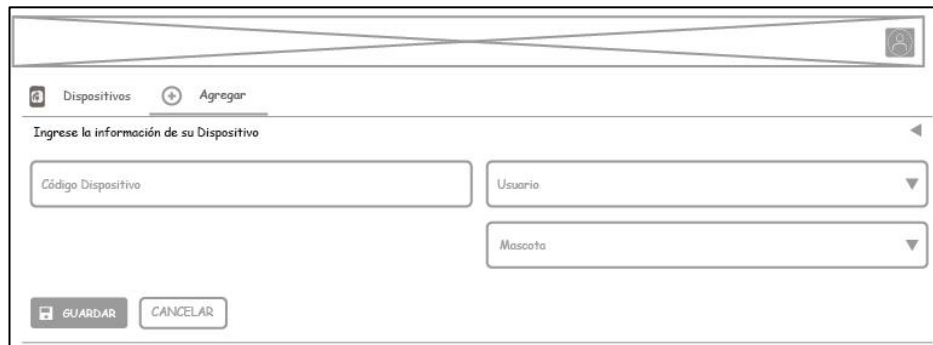 Dispositivos Agregar
Ingrese la información de su Dispositivo
Código Dispositivo
Usuario
Mascota
GUARDAR CANCELAR